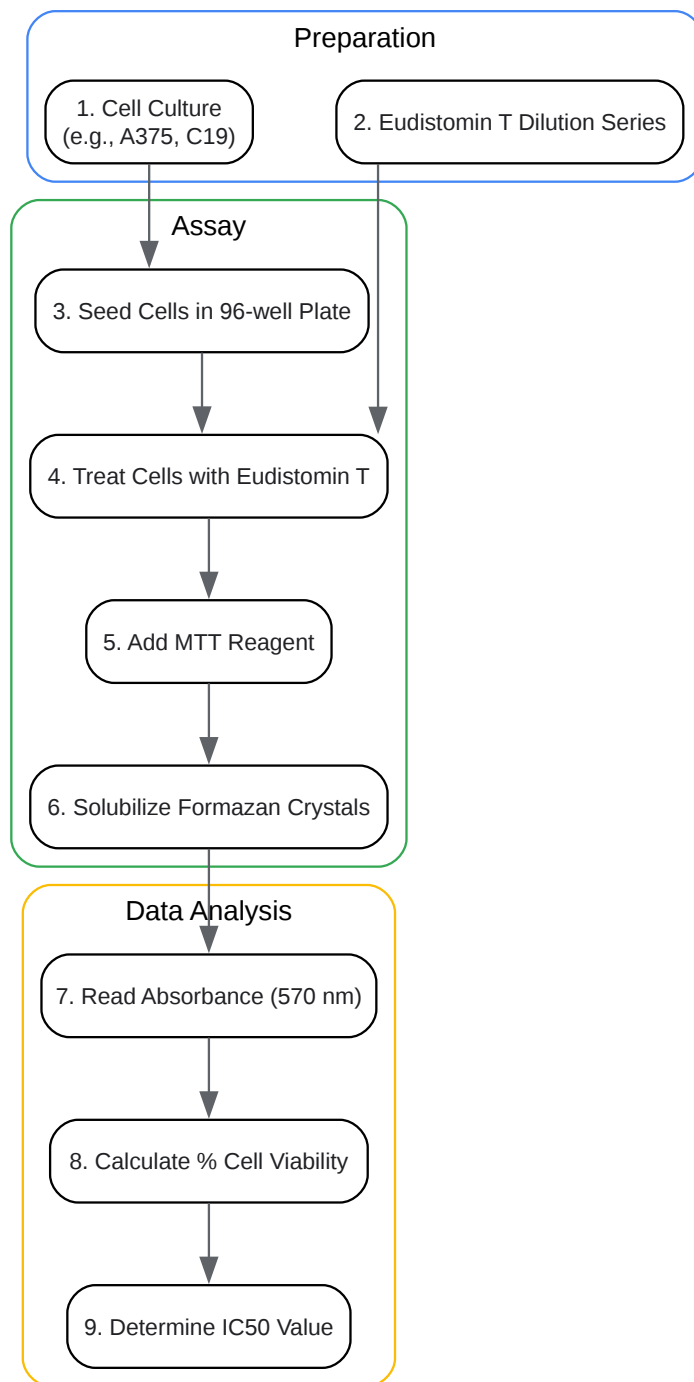 Preparation
1. Cell Culture
(e.g., A375, C19)
2. Eudistomin T Dilution Series
Assay
3. Seed Cells in 96-well Plate
4. Treat Cells with Eudistomin T
5. Add MTT Reagent
6. Solubilize Formazan Crystals
Data Analysis
7. Read Absorbance (570 nm)
8. Calculate % Cell Viability
9. Determine IC50 Value